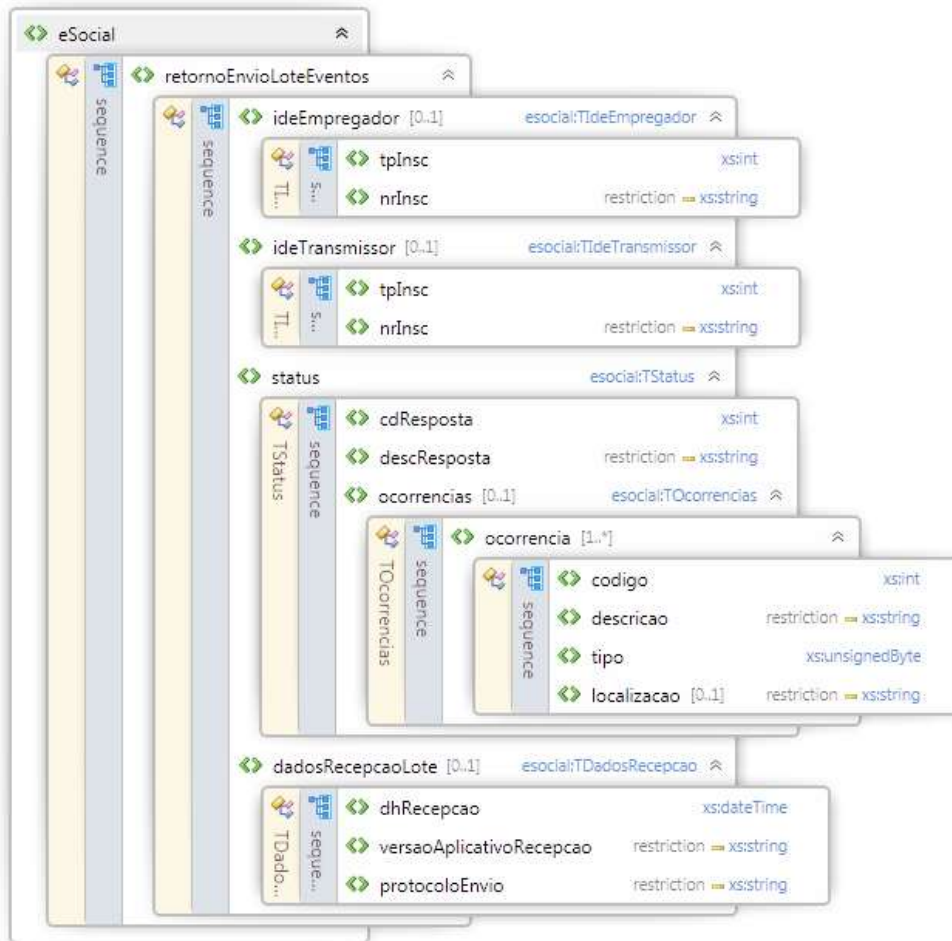 eSocial
sequence
retornoEnvioLoteEventos
sequence
ideEmpregador [0..1] esocial:TIdeEmpregador
TI... s...
tpInsc xs:int
nrInsc restriction xs:string
ideTransmissor [0..1] esocial:TIdeTransmissor
TI... s...
tpInsc xs:int
nrInsc restriction xs:string
status esocial:TStatus
TStatus sequence
cdResposta xs:int
descResposta restriction xs:string
ocorrencias [0..1] esocial:TOcorrencias
TOcorrencias sequence
ocorrencia [1..*]
sequence
codigo xs:int
descricao restriction xs:string
tipo xs:unsignedByte
localizacao [0..1] restriction xs:string
dadosRecepcaoLote [0..1] esocial:TDadosRecepcao
TDado... seque...
dhRecepcao xs:dateTime
versaoAplicativoRecepcao restriction xs:string
protocoloEnvio restriction xs:string